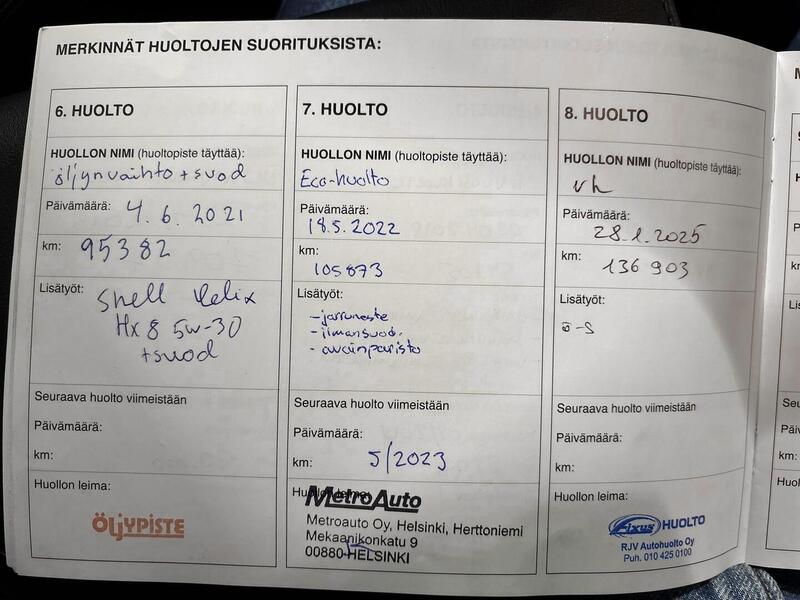 MERKINNÄT HUOLTOJEN SUORITUKSISTA:
6. HUOLTO
HUOLLON NIMI (huoltopiste täyttää):
öljynvaihto + suod
Päivämäärä: 4.6.2021
km: 95382
Lisätyöt: Shell Helix
Hx8 5w-30
+suod
Seuraava huolto viimeistään
Päivämäärä:
km:
Huollon leima:
ÖLJYPISTE
7. HUOLTO
HUOLLON NIMI (huoltopiste täyttää):
Eco-huolto
Päivämäärä:
18.5.2022
km:
105873
Lisätyöt:
- jarruneste
- ilmansuod.
- avainparisto
Seuraava huolto viimeistään
Päivämäärä:
km: 5/2023
Huollon leima:
MetroAuto
Metroauto Oy, Helsinki, Herttoniemi
Mekaanikonkatu 9
00880 HELSINKI
8. HUOLTO
HUOLLON NIMI (huoltopiste täyttää):
vh
Päivämäärä:
28.1.2025
km:
136 903
Lisätyöt:
ö-s
Seuraava huolto viimeistään
Päivämäärä:
km:
Huollon leima:
Fixus HUOLTO
RJV Autohuolto Oy
Puh. 010 425 0100